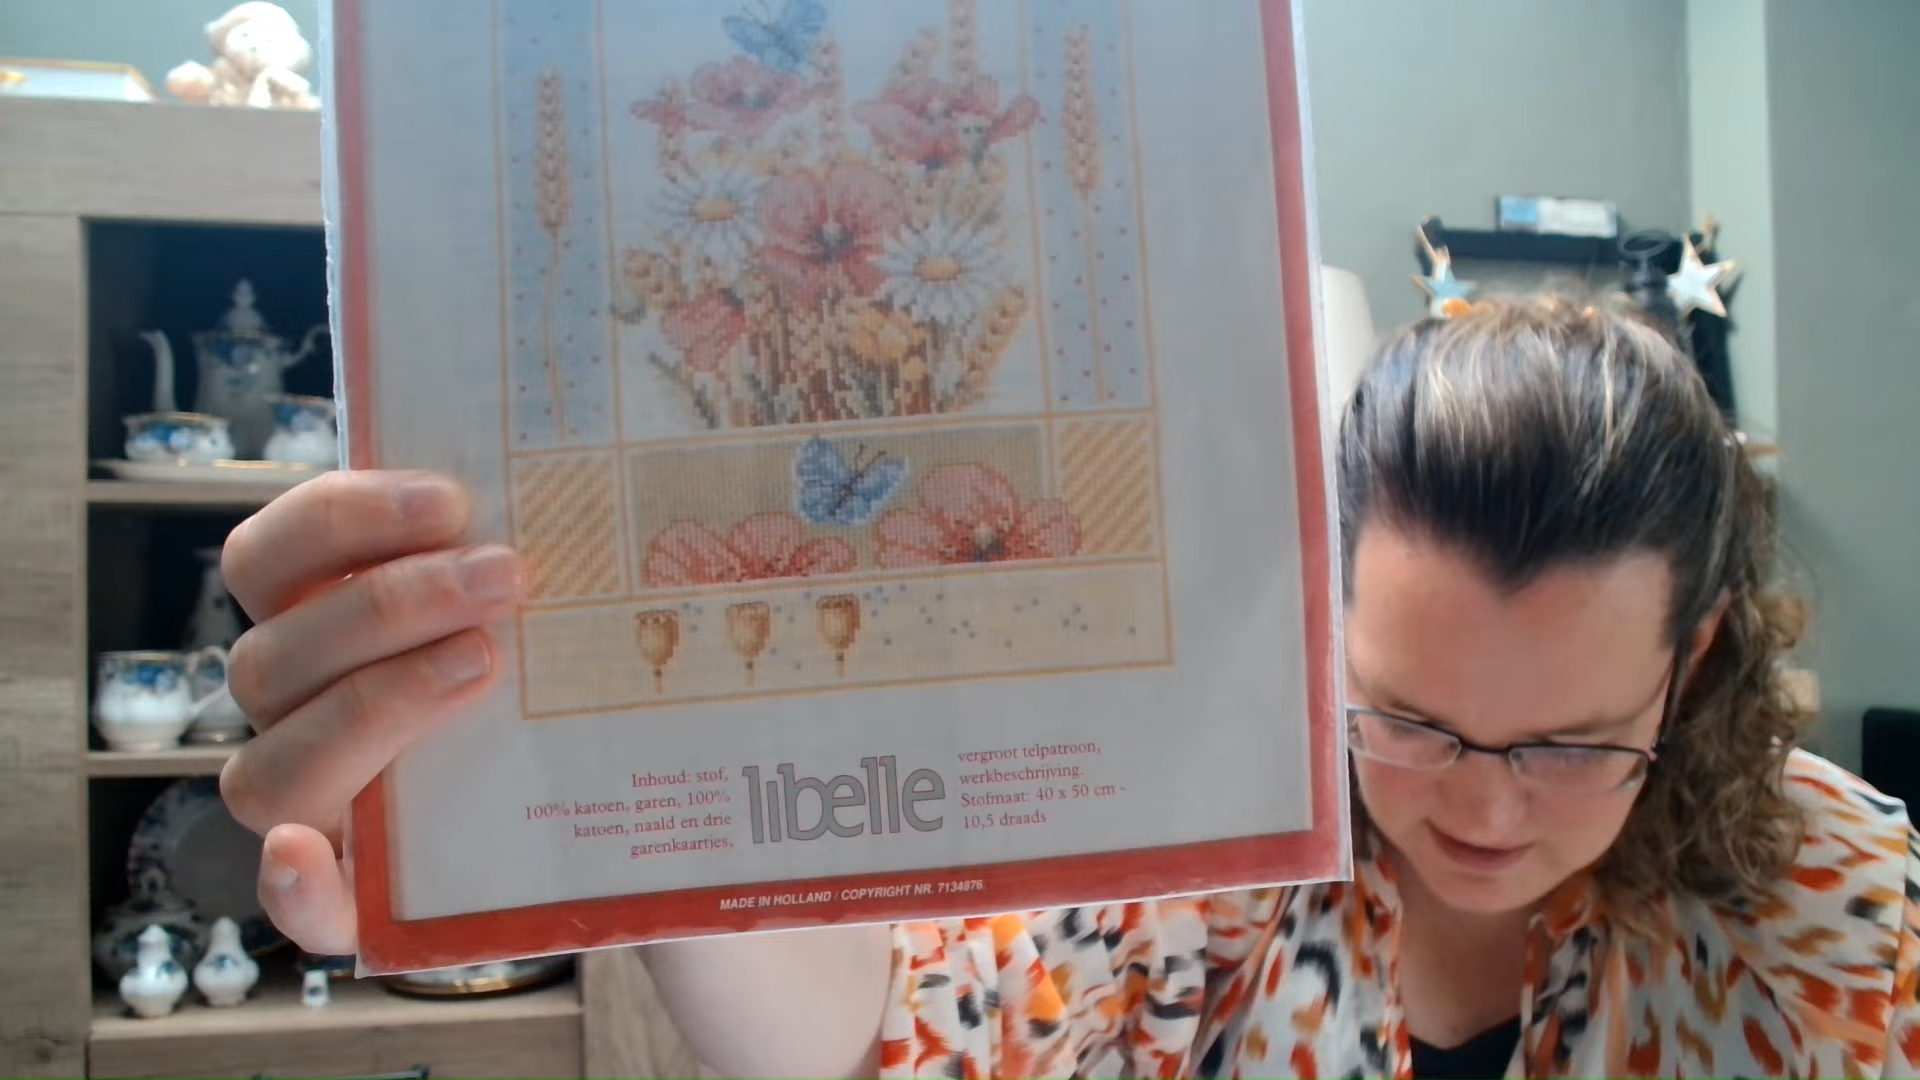 Inhoud: stof,
100% katoen, garen, 100%
katoen, naald en drie
garenkaartjes,
libelle
vergroot telpatroon,
werkbeschrijving.
Stofmaat: 40 x 50 cm -
10,5 draads
MADE IN HOLLAND / COPYRIGHT NR. 7134876.